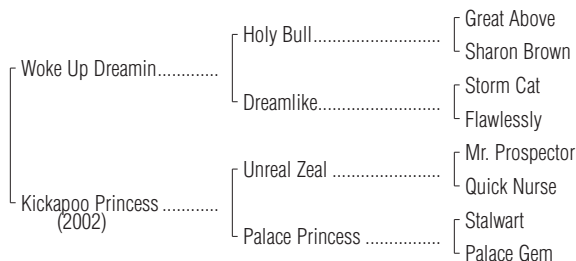 Great Above
Holy Bull....................................
Sharon Brown
Woke Up Dreamin.............
Storm Cat
Dreamlike...................................
Flawlessly
Mr. Prospector
Unreal Zeal ...............................
Quick Nurse
Kickapoo Princess ............
(2002)
Stalwart
Palace Princess .....................
Palace Gem